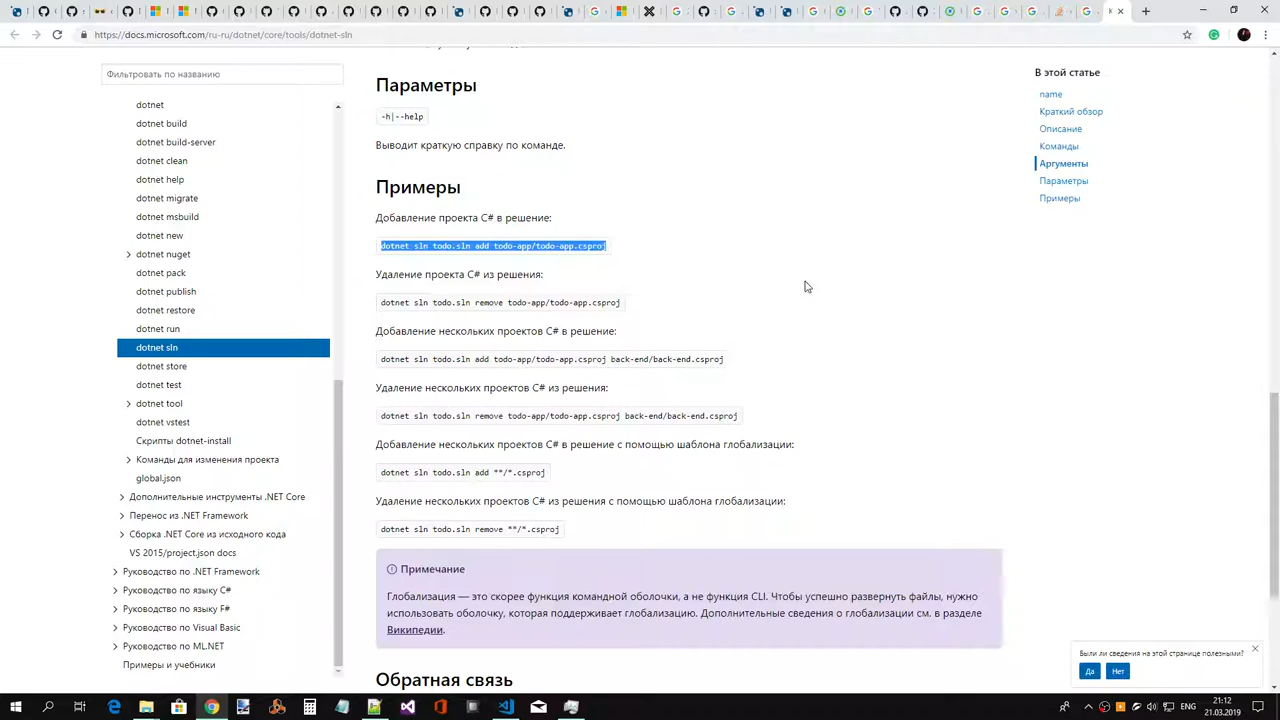 https://docs.microsoft.com/ru-ru/dotnet/core/tools/dotnet-sln
Фильтровать по названию
dotnet
dotnet build
dotnet build-server
dotnet clean
dotnet help
dotnet migrate
dotnet msbuild
dotnet new
dotnet nuget
dotnet pack
dotnet publish
dotnet restore
dotnet run
dotnet sln
dotnet store
dotnet test
dotnet tool
dotnet vstest
Скрипты dotnet-install
Команды для изменения проекта
global.json
Дополнительные инструменты .NET Core
Перенос из .NET Framework
Сборка .NET Core из исходного кода
VS 2015/project.json docs
Руководство по .NET Framework
Руководство по языку C#
Руководство по языку F#
Руководство по Visual Basic
Руководство по ML.NET
Примеры и учебники
Параметры
-h|--help
Выводит краткую справку по команде.
Примеры
Добавление проекта C# в решение:
dotnet sln todo.sln add todo-app/todo-app.csproj
Удаление проекта C# из решения:
dotnet sln todo.sln remove todo-app/todo-app.csproj
Добавление нескольких проектов C# в решение:
dotnet sln todo.sln add todo-app/todo-app.csproj back-end/back-end.csproj
Удаление нескольких проектов C# из решения:
dotnet sln todo.sln remove todo-app/todo-app.csproj back-end/back-end.csproj
Добавление нескольких проектов C# в решение с помощью шаблона глобализации:
dotnet sln todo.sln add **/*.csproj
Удаление нескольких проектов C# из решения с помощью шаблона глобализации:
dotnet sln todo.sln remove **/*.csproj
Примечание
Глобализация — это скорее функция командной оболочки, а не функция CLI. Чтобы успешно развернуть файлы, нужно
использовать оболочку, которая поддерживает глобализацию. Дополнительные сведения о глобализации см. в разделе
Википедии.
Обратная связь
В этой статье
name
Краткий обзор
Описание
Команды
Аргументы
Параметры
Примеры
Были ли сведения на этой странице полезными?
Да
Нет
ENG
21:12
21.03.2019